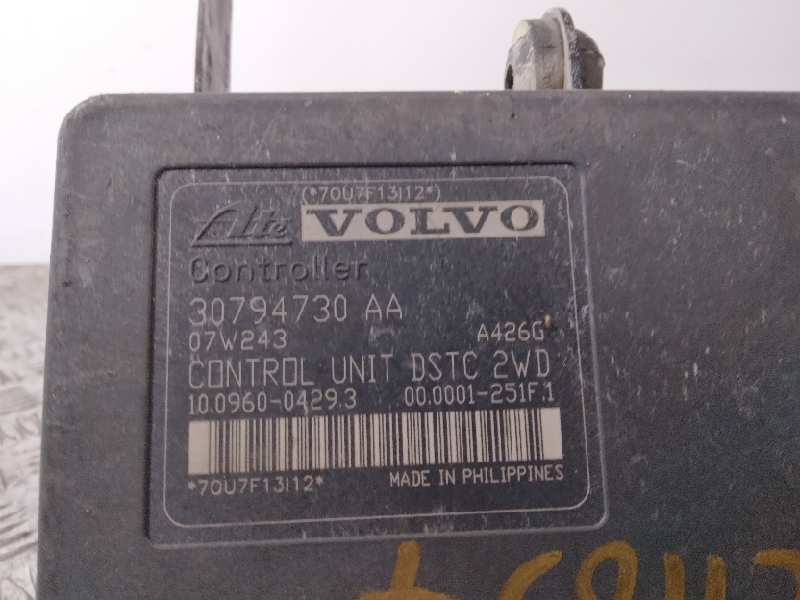 (*70U7F13I12*)
Ate VOLVO
Controller
30794730 AA
07W243 A426G
CONTROL UNIT DSTC 2WD
10.0960-0429.3 00.0001-251F.1
*70U7F13I12*
MADE IN PHILIPPINES